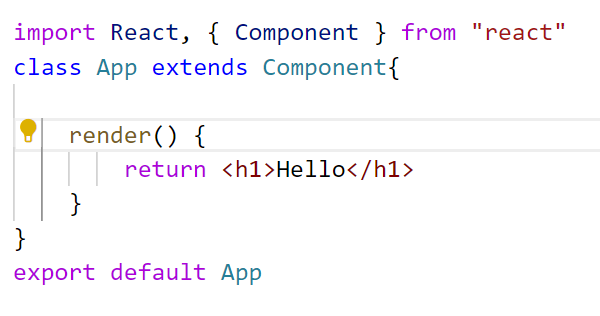 import React, { Component } from "react"
class App extends Component{
render() {
return <h1>Hello</h1>
}
}
export default App